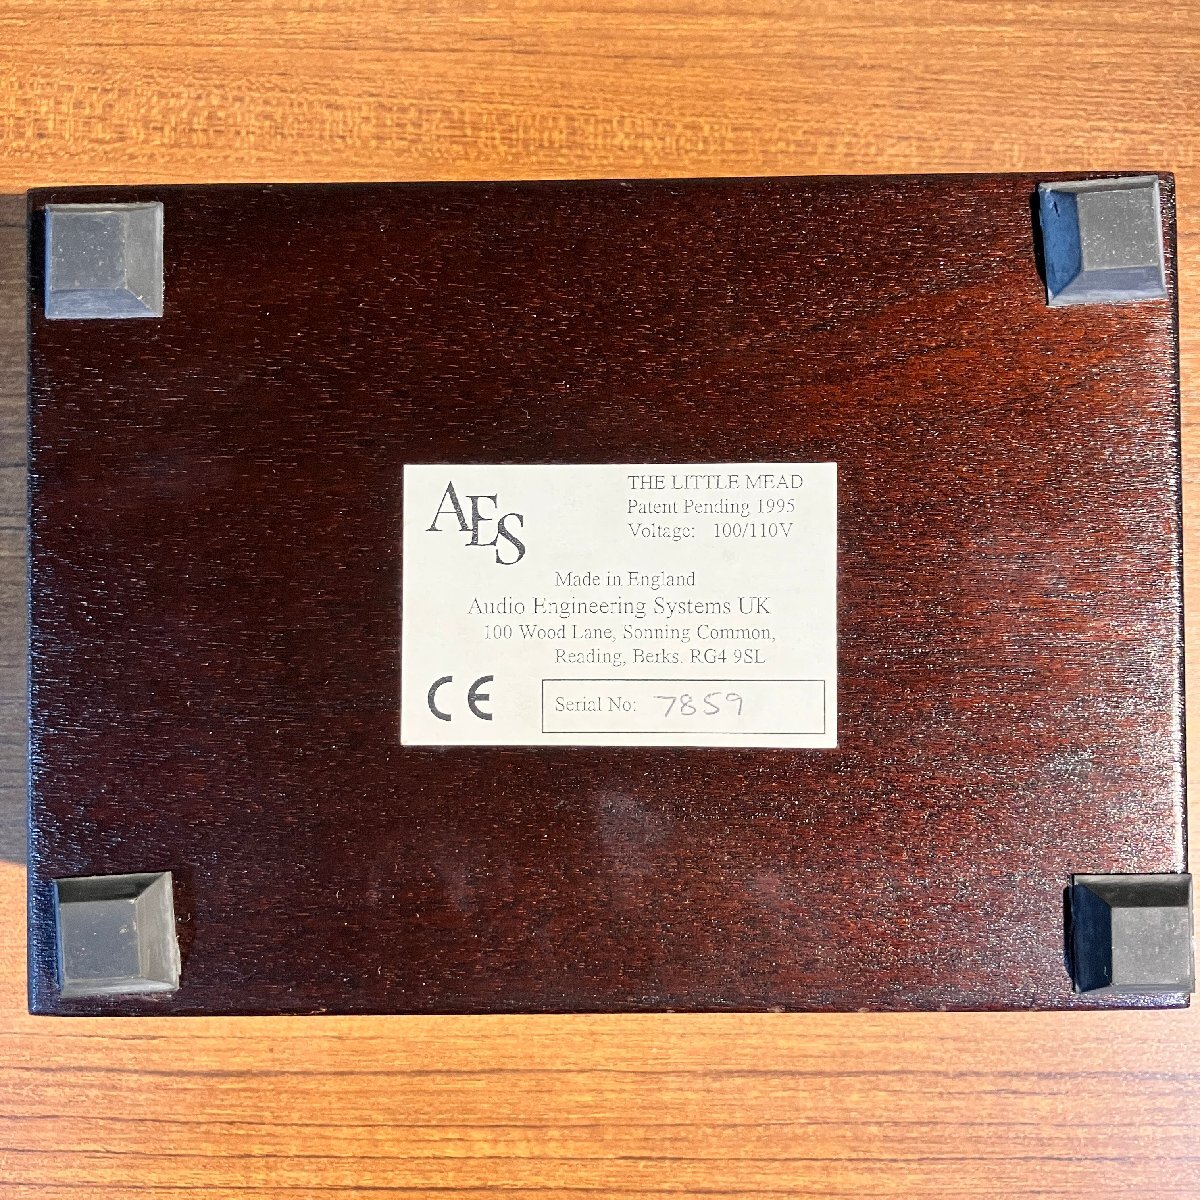 AES
THE LITTLE MEAD
Patent Pending 1995
Voltage: 100/110V
Made in England
Audio Engineering Systems UK
100 Wood Lane, Sonning Common,
Reading, Berks. RG4 9SL
CE
Serial No: 7859